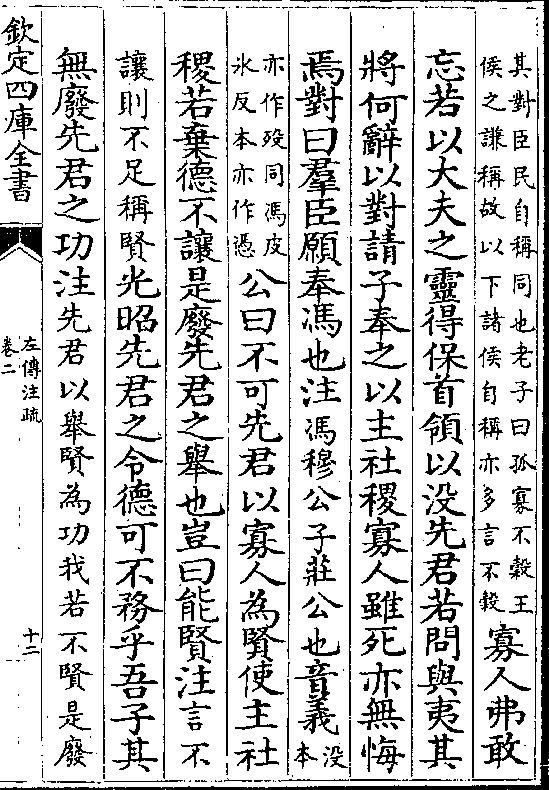 其對臣民自稱同也老子曰孤寡不穀王
侯之謙稱故以下諸侯自稱亦多言不穀
寡人弗敢
忘若以大夫之靈得保首領以没先君若問與夷其
將何辭以對請子奉之以主社稷寡人雖死亦無悔
焉對曰羣臣願奉馮也注馮穆公子莊公也音義
没本
亦作歿同馮皮
氷反本亦作憑
公曰不可先君以寡人為賢使主社
稷若棄德不讓是廢先君之舉也豈曰能賢注言不
讓則不足稱賢光昭先君之令德可不務乎吾子其
無廢先君之功注先君以舉賢為功我若不賢是廢
欽定四庫全書
左傳注疏
卷二
十二